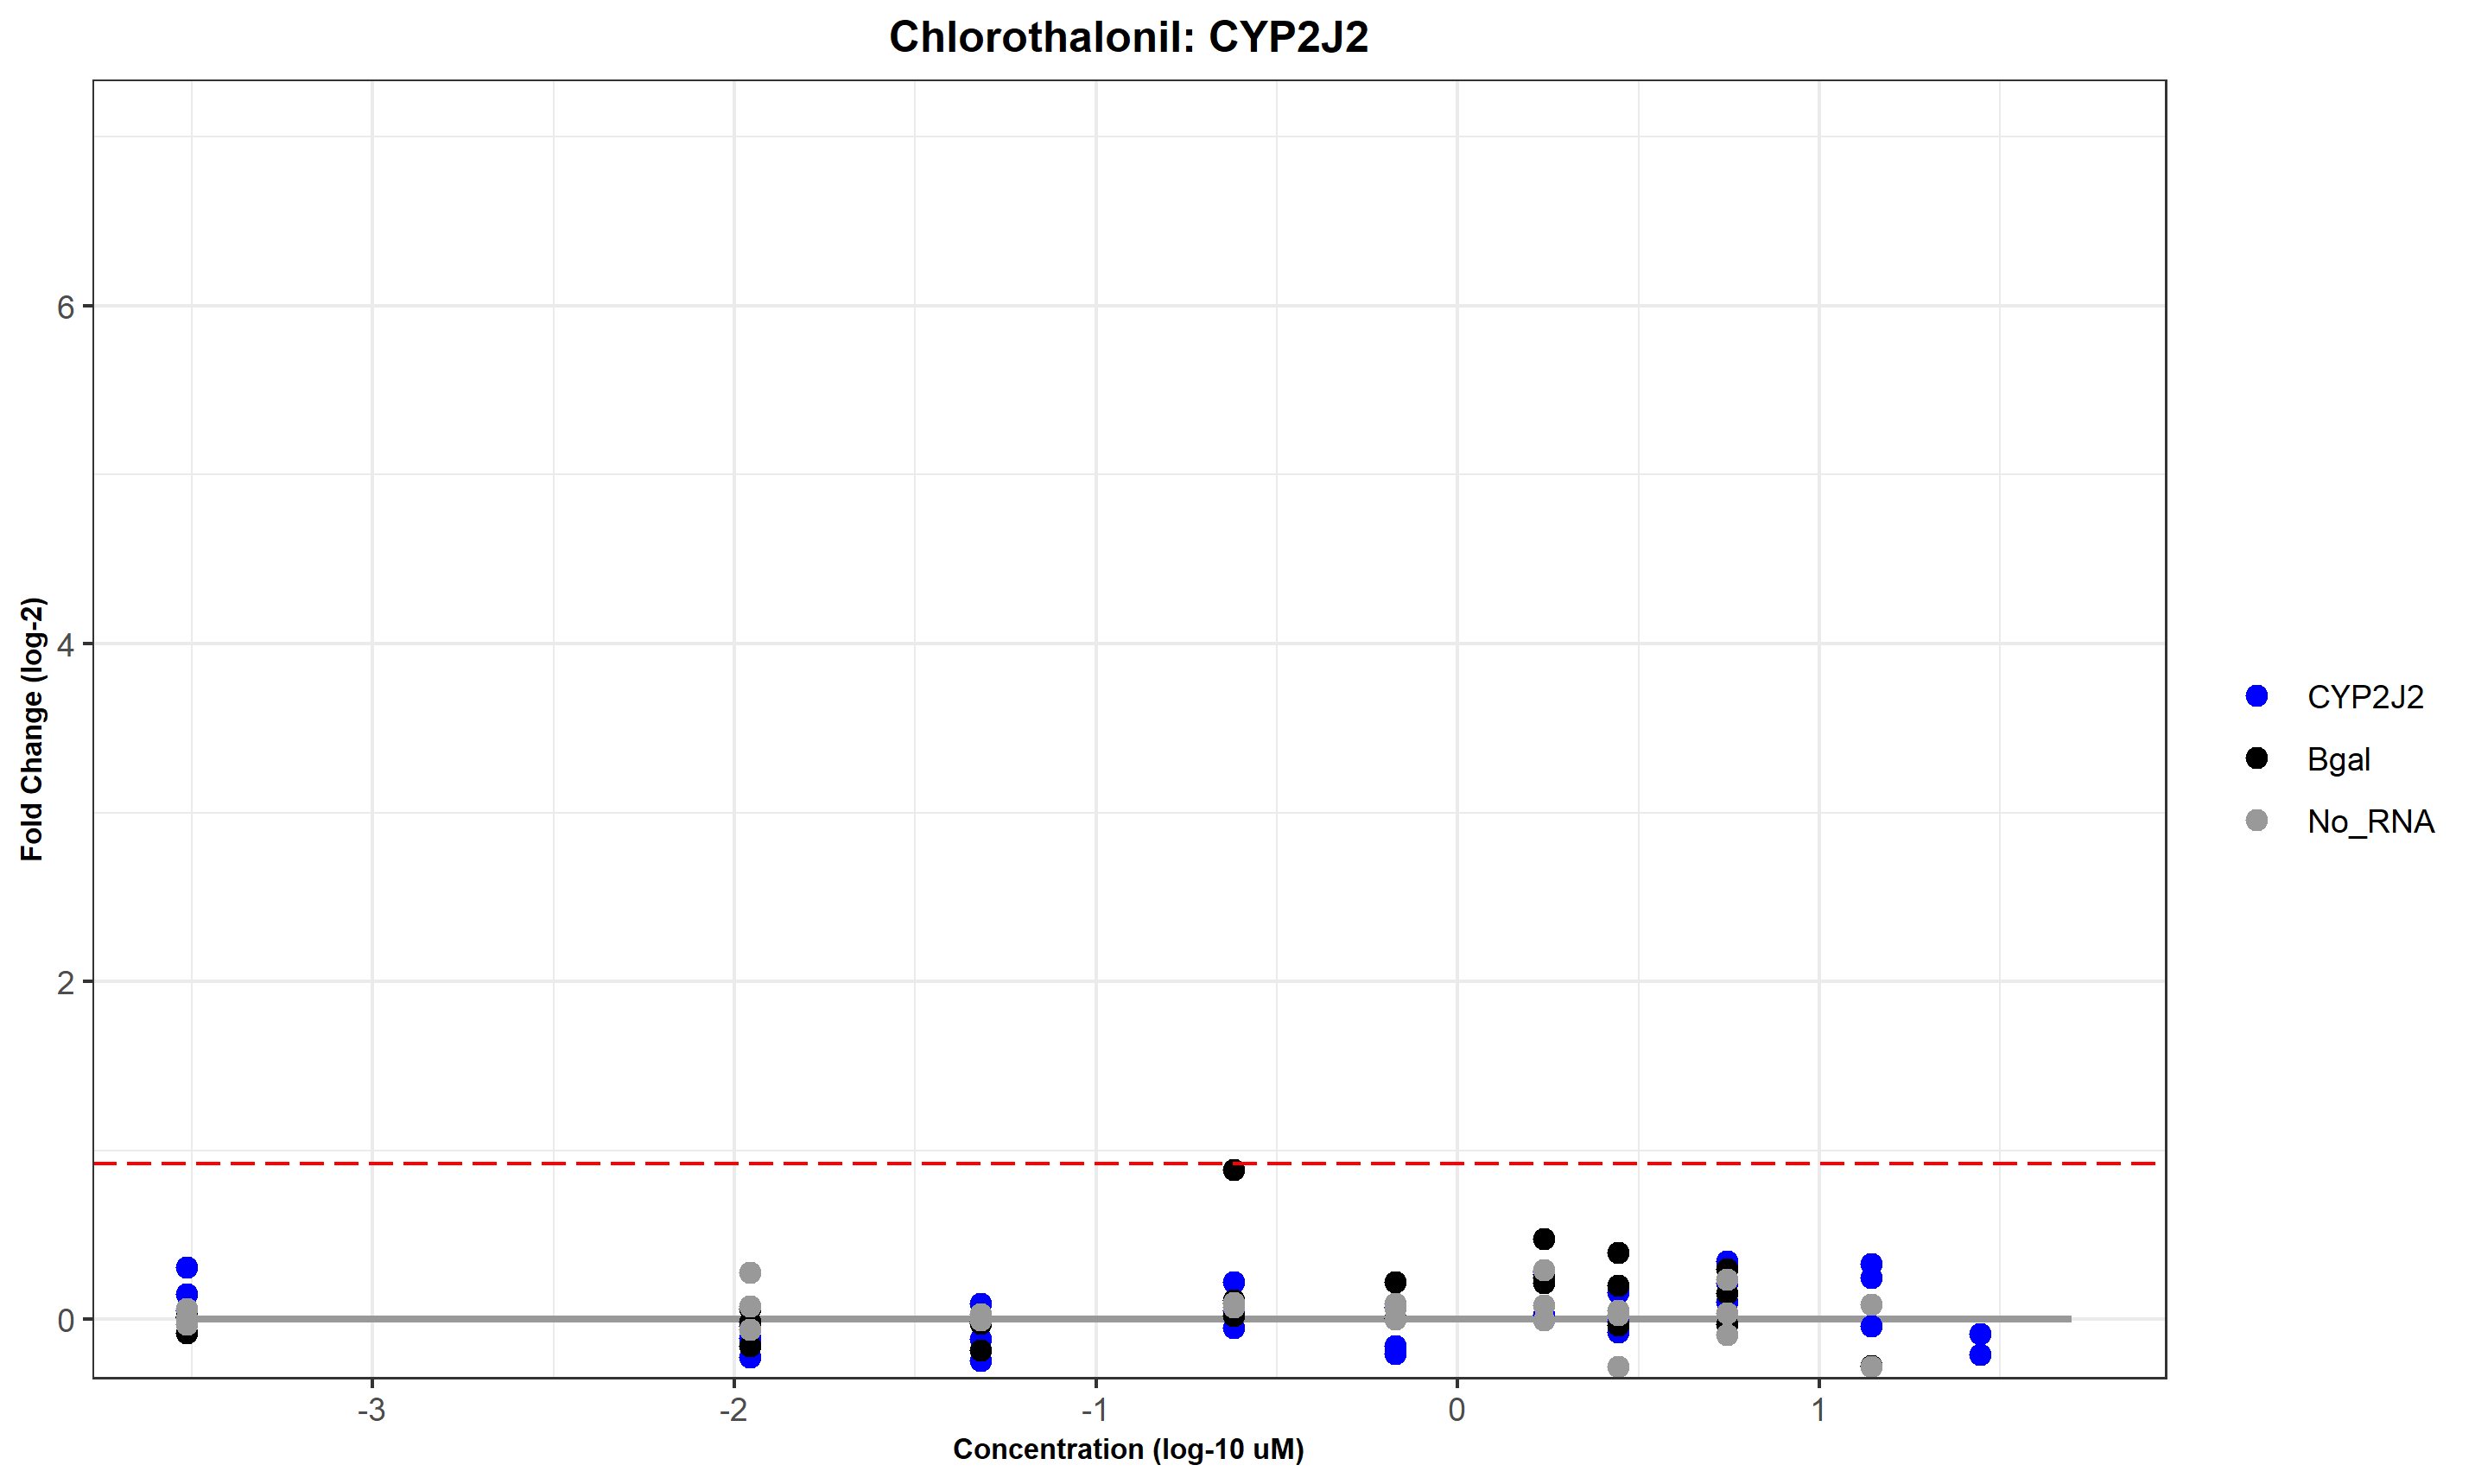 Chlorothalonil: CYP2J2
Fold Change (log-2)
6
4
2
0
-3
-2
-1
0
1
Concentration (log-10 uM)
CYP2J2
Bgal
No_RNA